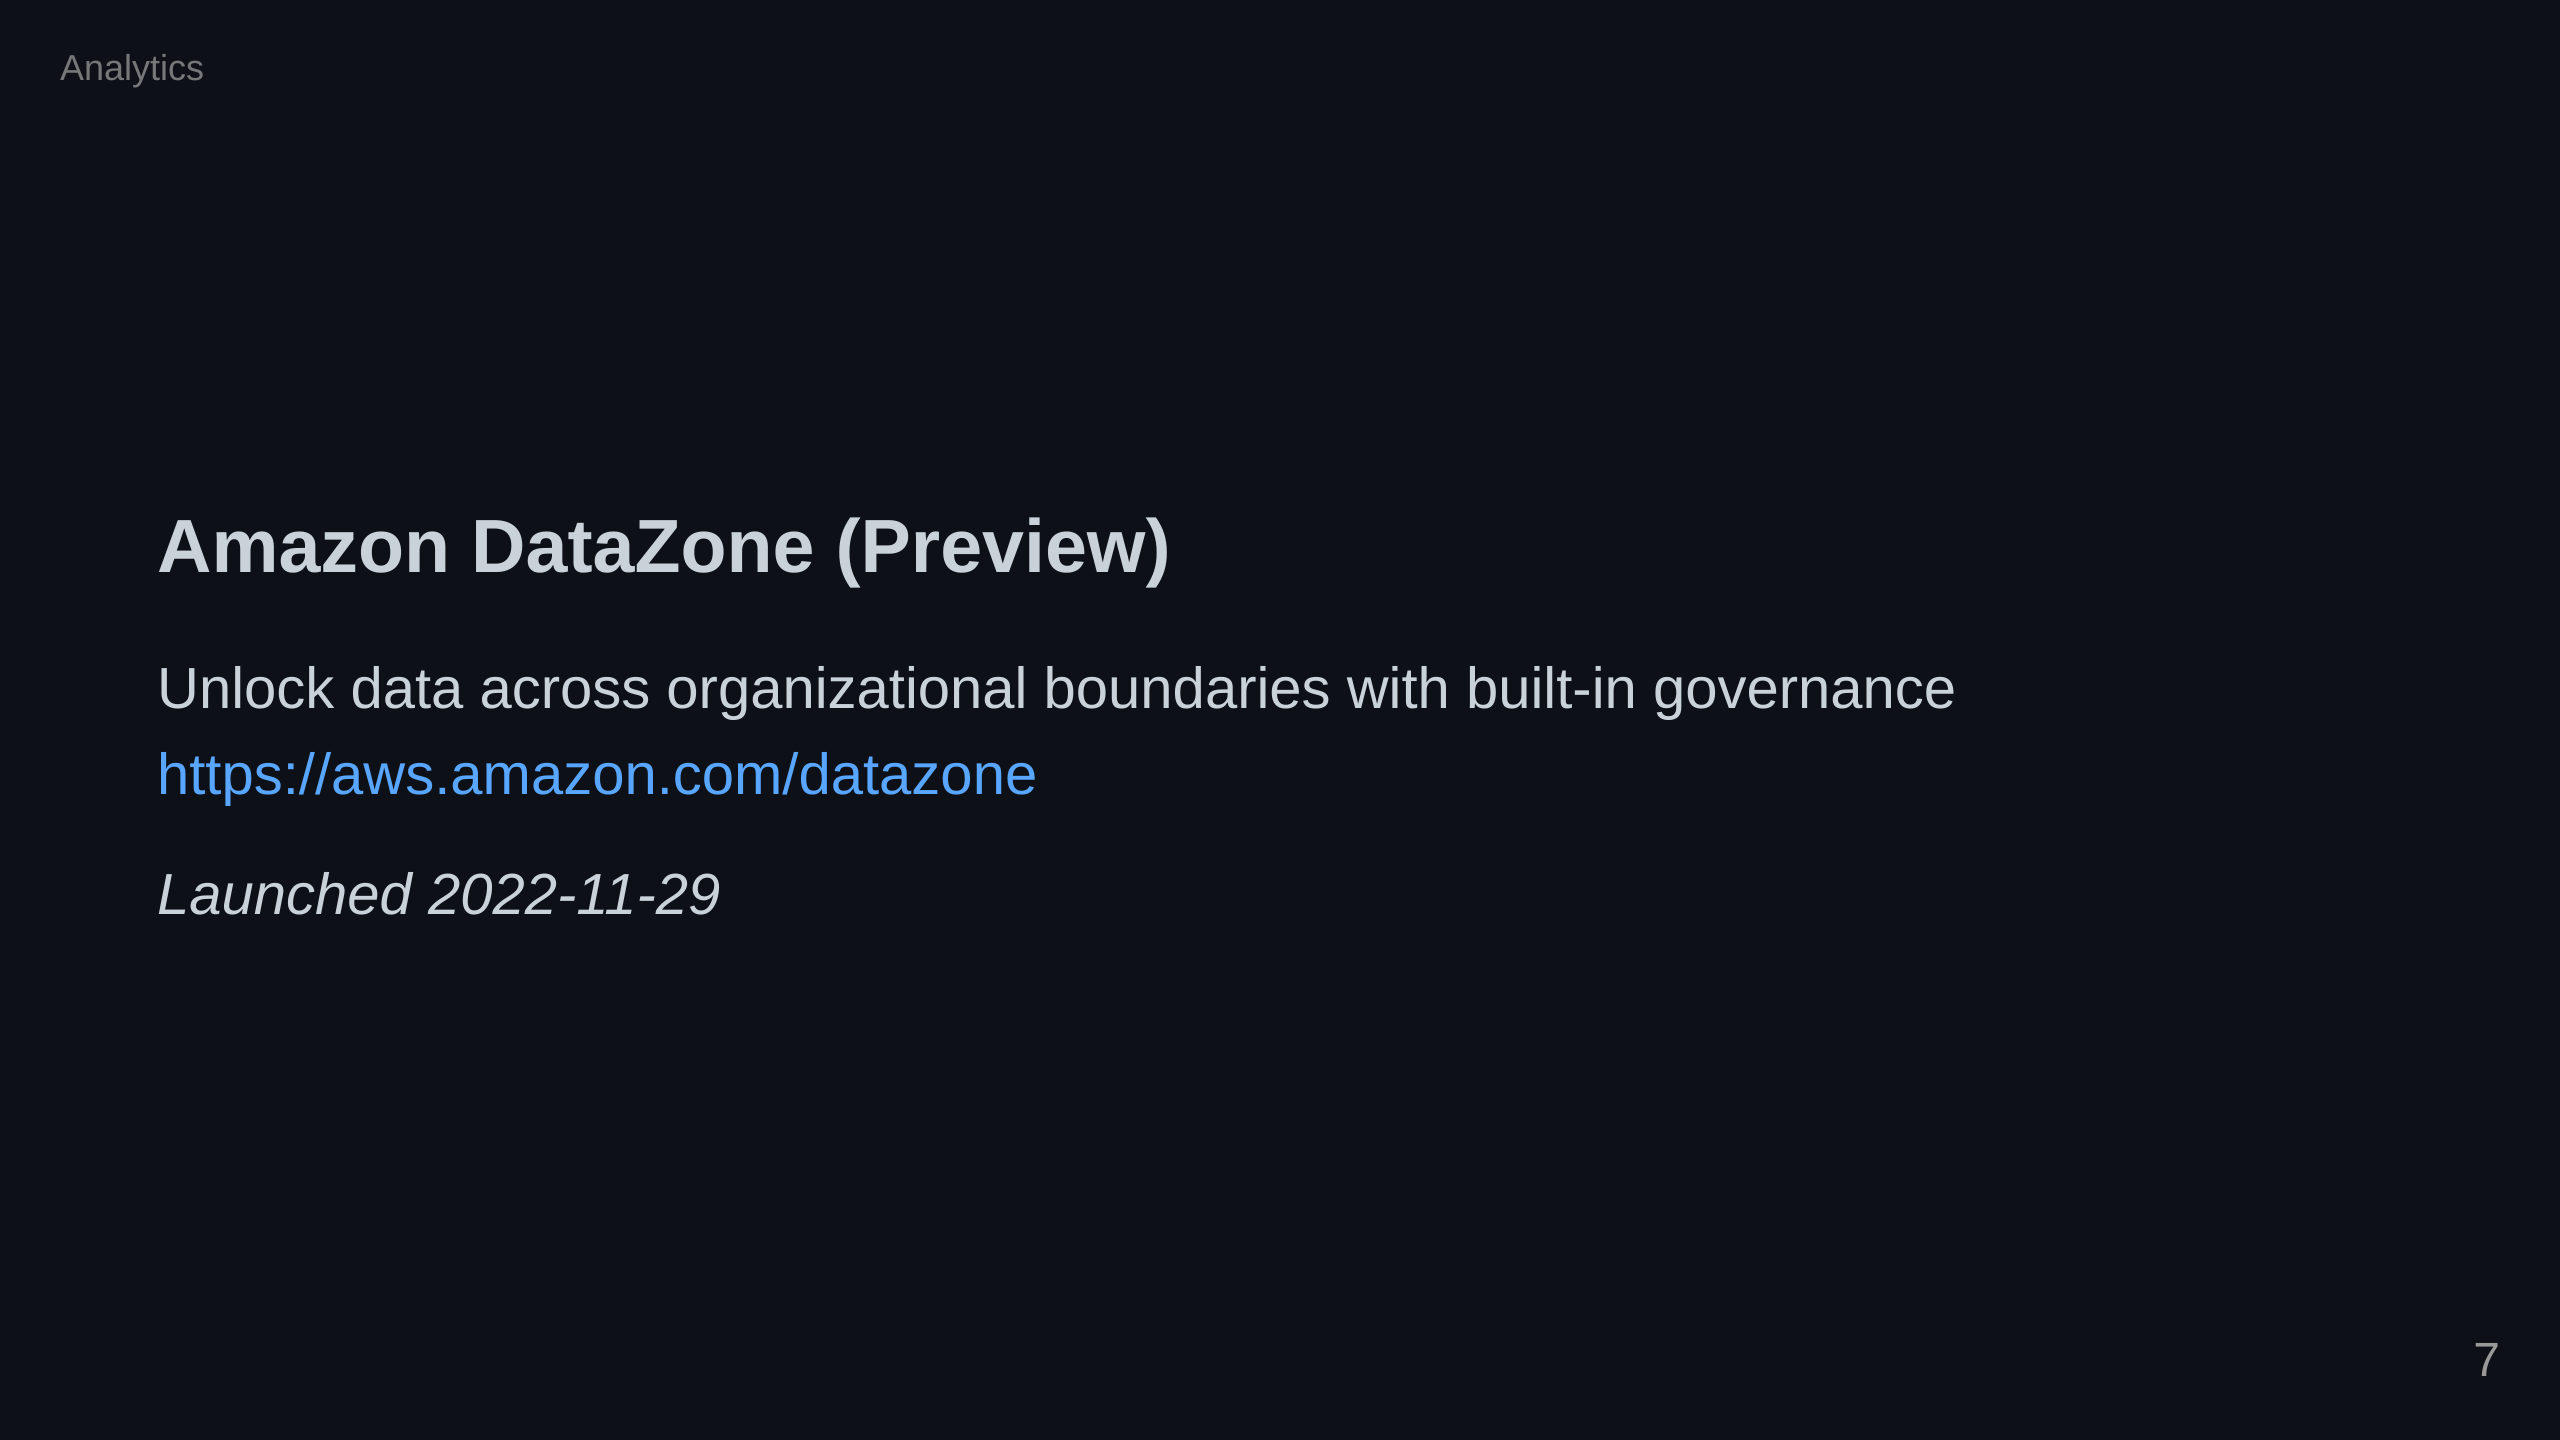 Analytics
Amazon DataZone (Preview)
Unlock data across organizational boundaries with built-in governance
https://aws.amazon.com/datazone
Launched 2022-11-29
7